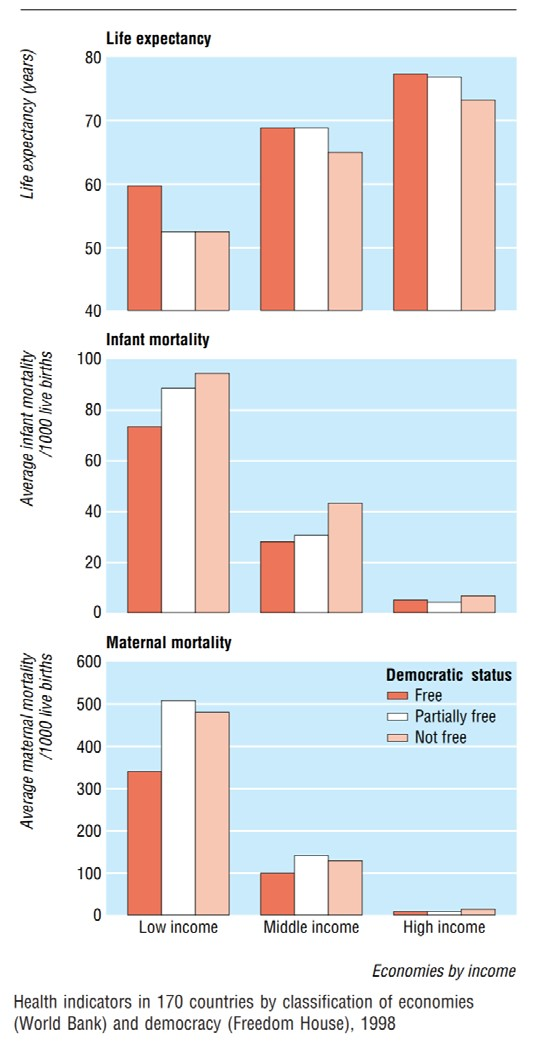 Life expectancy
Life expectancy (years)
80
70
60
50
40
Infant mortality
Average infant mortality
/1000 live births
100
80
60
40
20
0
Maternal mortality
Average maternal mortality
/1000 live births
600
500
400
300
200
100
0
Democratic status
Free
Partially free
Not free
Low income
Middle income
High income
Economies by income
Health indicators in 170 countries by classification of economies
(World Bank) and democracy (Freedom House), 1998